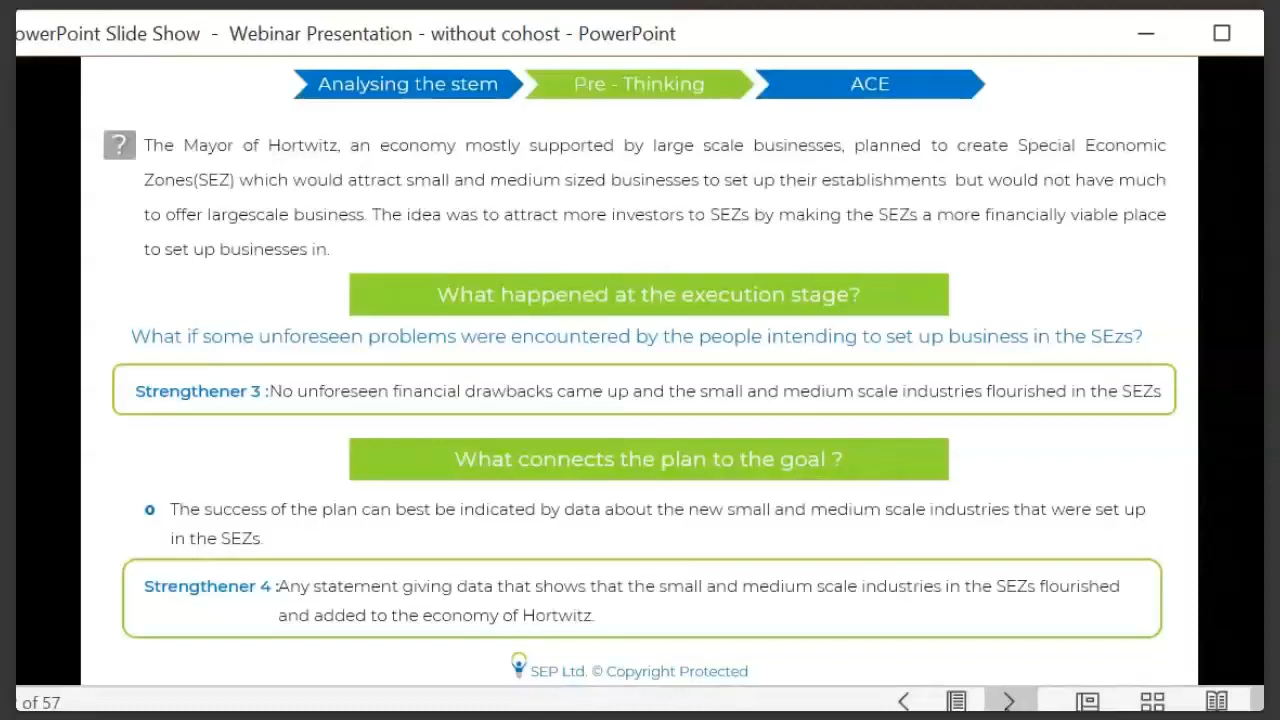 owerPoint Slide Show - Webinar Presentation - without cohost - PowerPoint
Analysing the stem
Pre - Thinking
ACE
? The Mayor of Hortwitz, an economy mostly supported by large scale businesses, planned to create Special Economic
Zones(SEZ) which would attract small and medium sized businesses to set up their establishments but would not have much
to offer largescale business. The idea was to attract more investors to SEZs by making the SEZs a more financially viable place
to set up businesses in.
What happened at the execution stage?
What if some unforeseen problems were encountered by the people intending to set up business in the SEzs?
Strengthener 3 :No unforeseen financial drawbacks came up and the small and medium scale industries flourished in the SEZs
What connects the plan to the goal ?
o The success of the plan can best be indicated by data about the new small and medium scale industries that were set up
in the SEZs.
Strengthener 4 :Any statement giving data that shows that the small and medium scale industries in the SEZs flourished
and added to the economy of Hortwitz.
SEP Ltd. © Copyright Protected
of 57